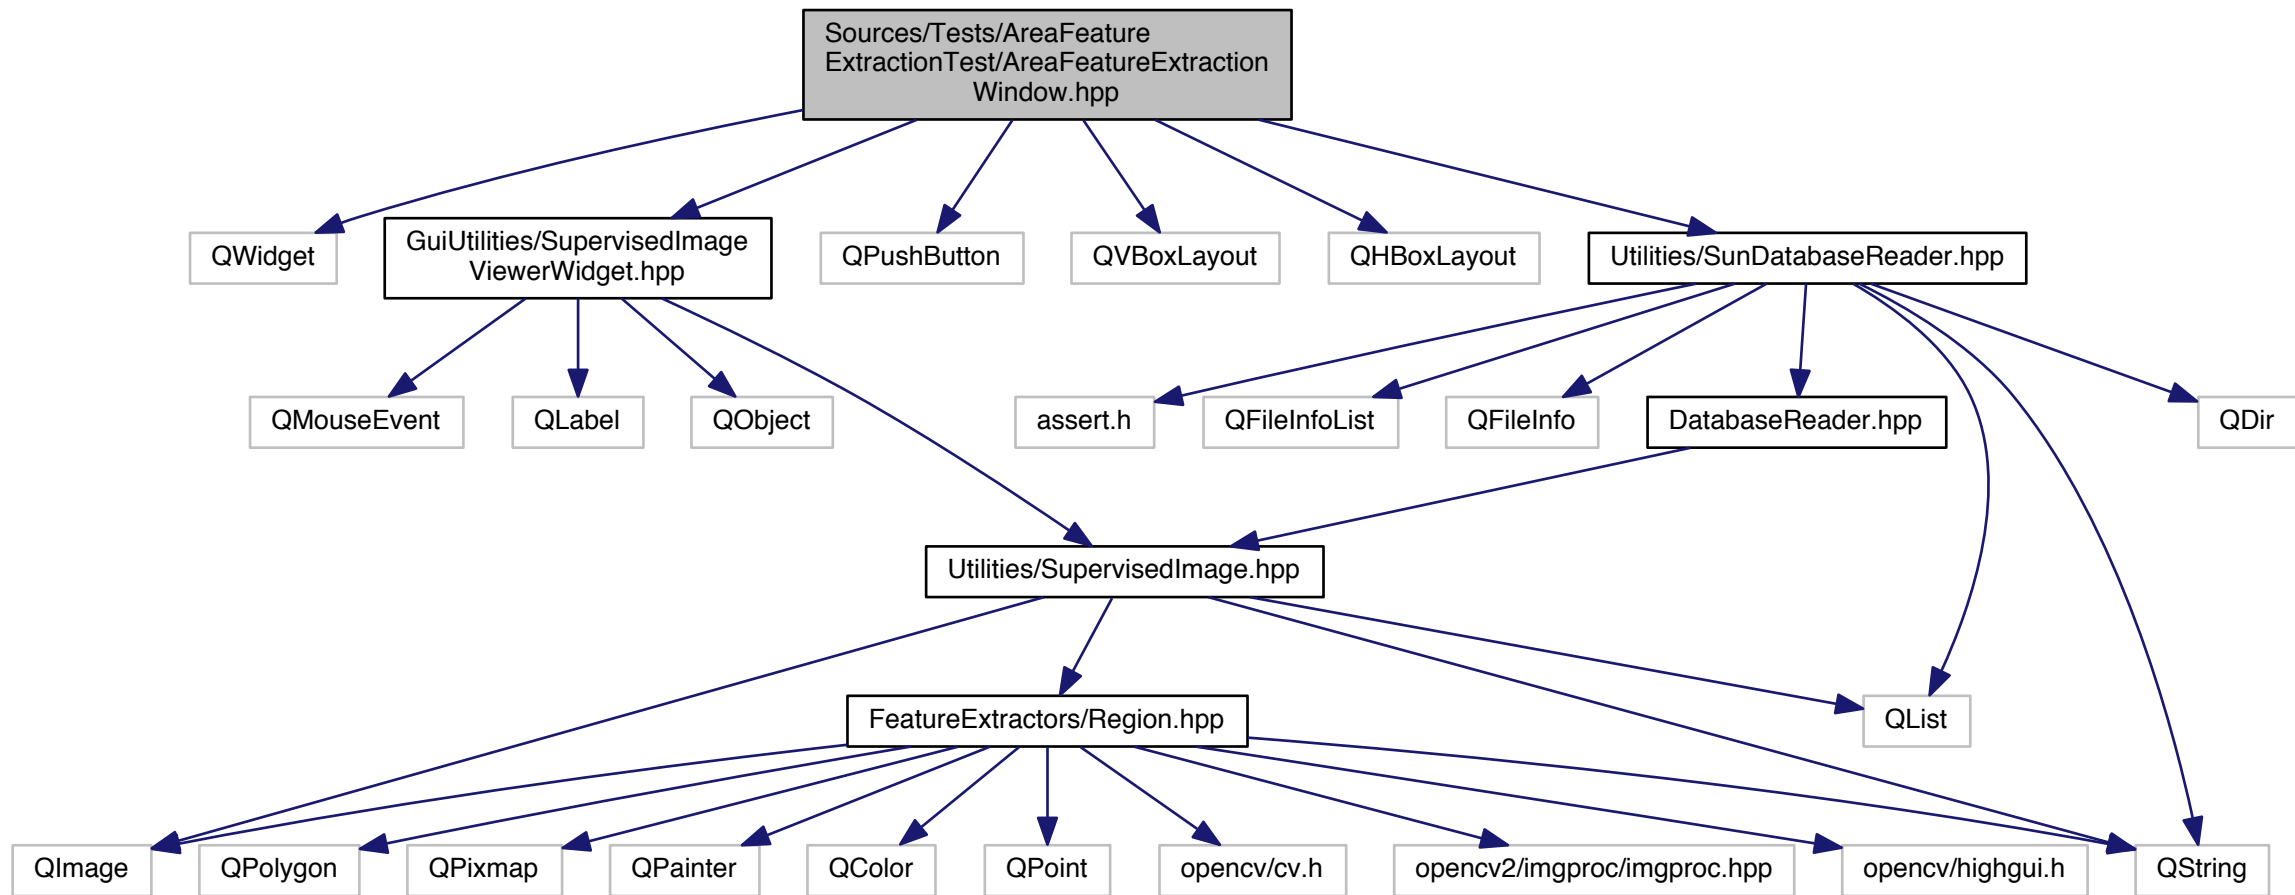 Sources/Tests/AreaFeature
ExtractionTest/AreaFeatureExtraction
Window.hpp
QWidget
GuiUtilities/SupervisedImage
ViewerWidget.hpp
QPushButton
QVBoxLayout
QHBoxLayout
Utilities/SunDatabaseReader.hpp
QMouseEvent
QLabel
QObject
assert.h
QFileInfoList
QFileInfo
DatabaseReader.hpp
QDir
Utilities/SupervisedImage.hpp
FeatureExtractors/Region.hpp
QList
QImage
QPolygon
QPixmap
QPainter
QColor
QPoint
opencv/cv.h
opencv2/imgproc/imgproc.hpp
opencv/highgui.h
QString